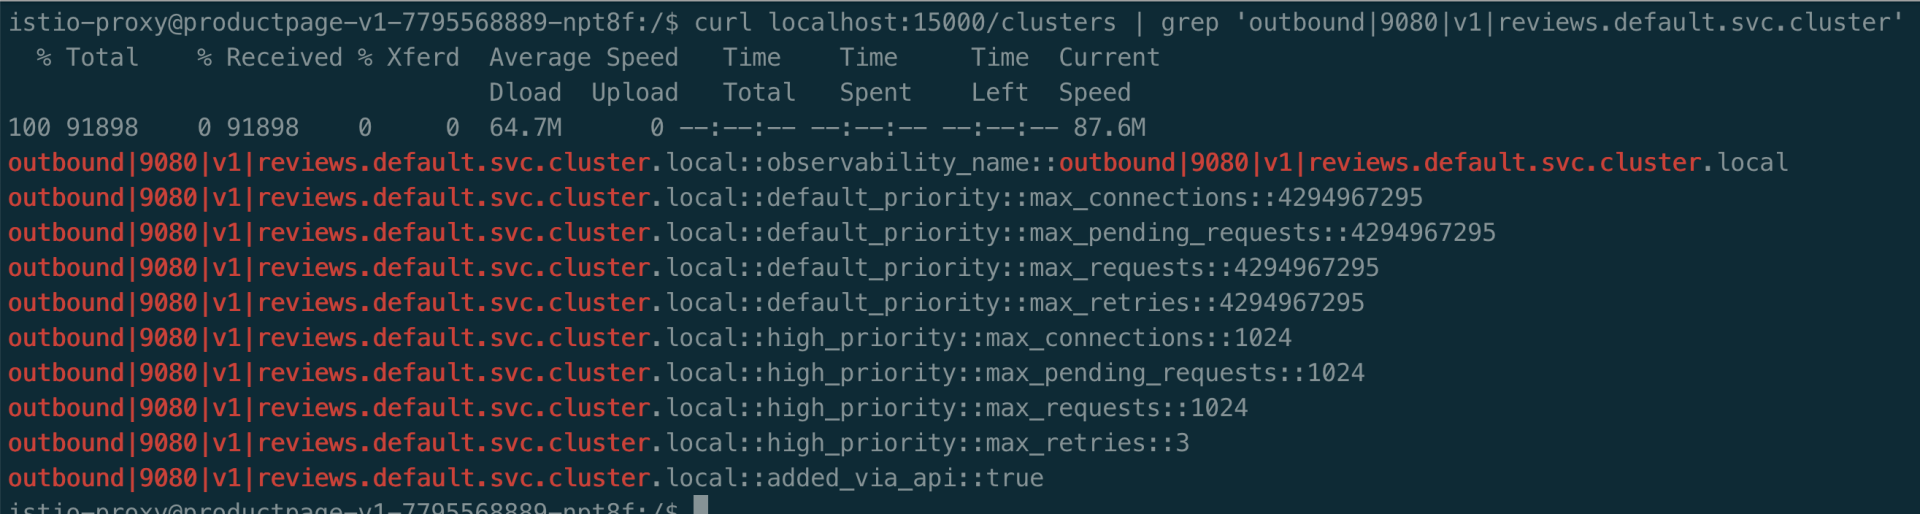 istio-proxy@productpage-v1-7795568889-npt8f:/$ curl localhost:15000/clusters | grep 'outbound|9080|v1|reviews.default.svc.cluster'
% Total % Received % Xferd Average Speed Time Time Time Current
Dload Upload Total Spent Left Speed
100 91898 0 91898 0 0 64.7M 0 --:--:-- --:--:-- --:--:-- 87.6M
outbound|9080|v1|reviews.default.svc.cluster.local::observability_name::outbound|9080|v1|reviews.default.svc.cluster.local
outbound|9080|v1|reviews.default.svc.cluster.local::default_priority::max_connections::4294967295
outbound|9080|v1|reviews.default.svc.cluster.local::default_priority::max_pending_requests::4294967295
outbound|9080|v1|reviews.default.svc.cluster.local::default_priority::max_requests::4294967295
outbound|9080|v1|reviews.default.svc.cluster.local::default_priority::max_retries::4294967295
outbound|9080|v1|reviews.default.svc.cluster.local::high_priority::max_connections::1024
outbound|9080|v1|reviews.default.svc.cluster.local::high_priority::max_pending_requests::1024
outbound|9080|v1|reviews.default.svc.cluster.local::high_priority::max_requests::1024
outbound|9080|v1|reviews.default.svc.cluster.local::high_priority::max_retries::3
outbound|9080|v1|reviews.default.svc.cluster.local::added_via_api::true
istio-proxy@productpage-v1-7795568889-npt8f:/$